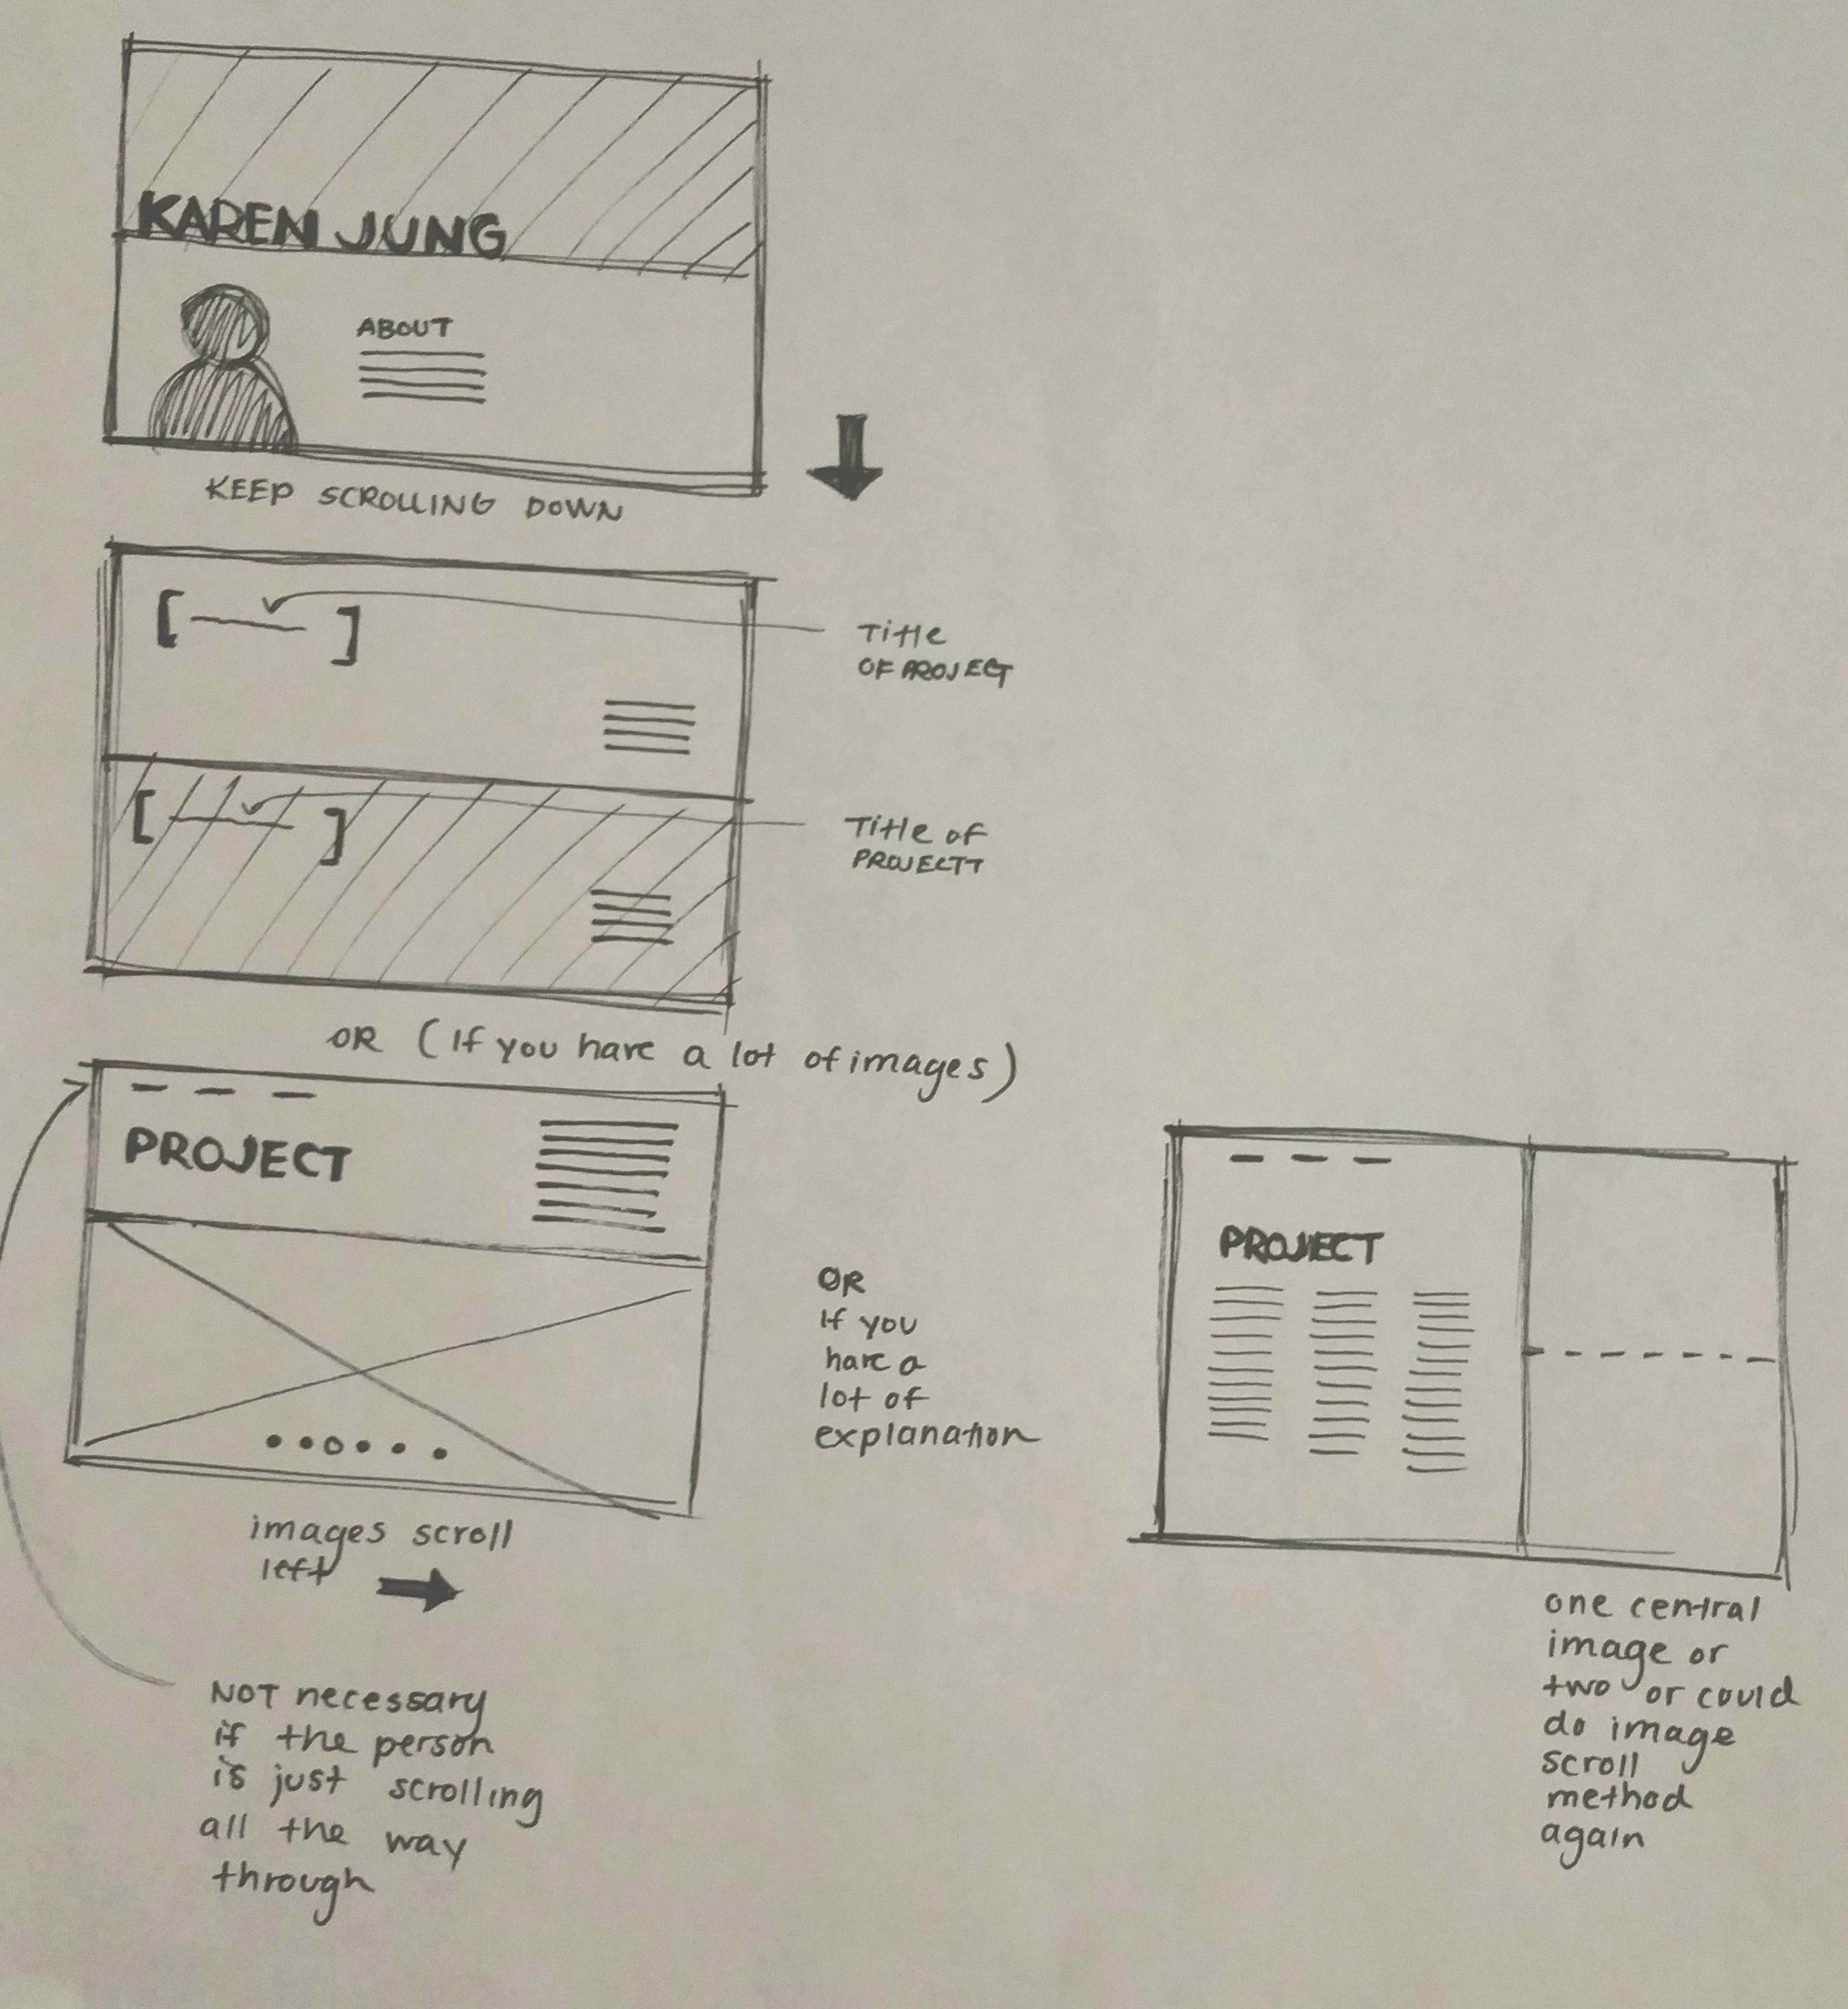 KAREN JUNG
ABOUT
KEEP SCROLLING DOWN
Title
OF PROJECT
Title of
PROJECTT
OR (If you have a lot of images)
PROJECT
images scroll
left
NOT necessary
if the person
is just scrolling
all the way
through
OR
If you
have a
lot of
explanation
PROJECT
one central
image or
two or could
do image
scroll
method
again